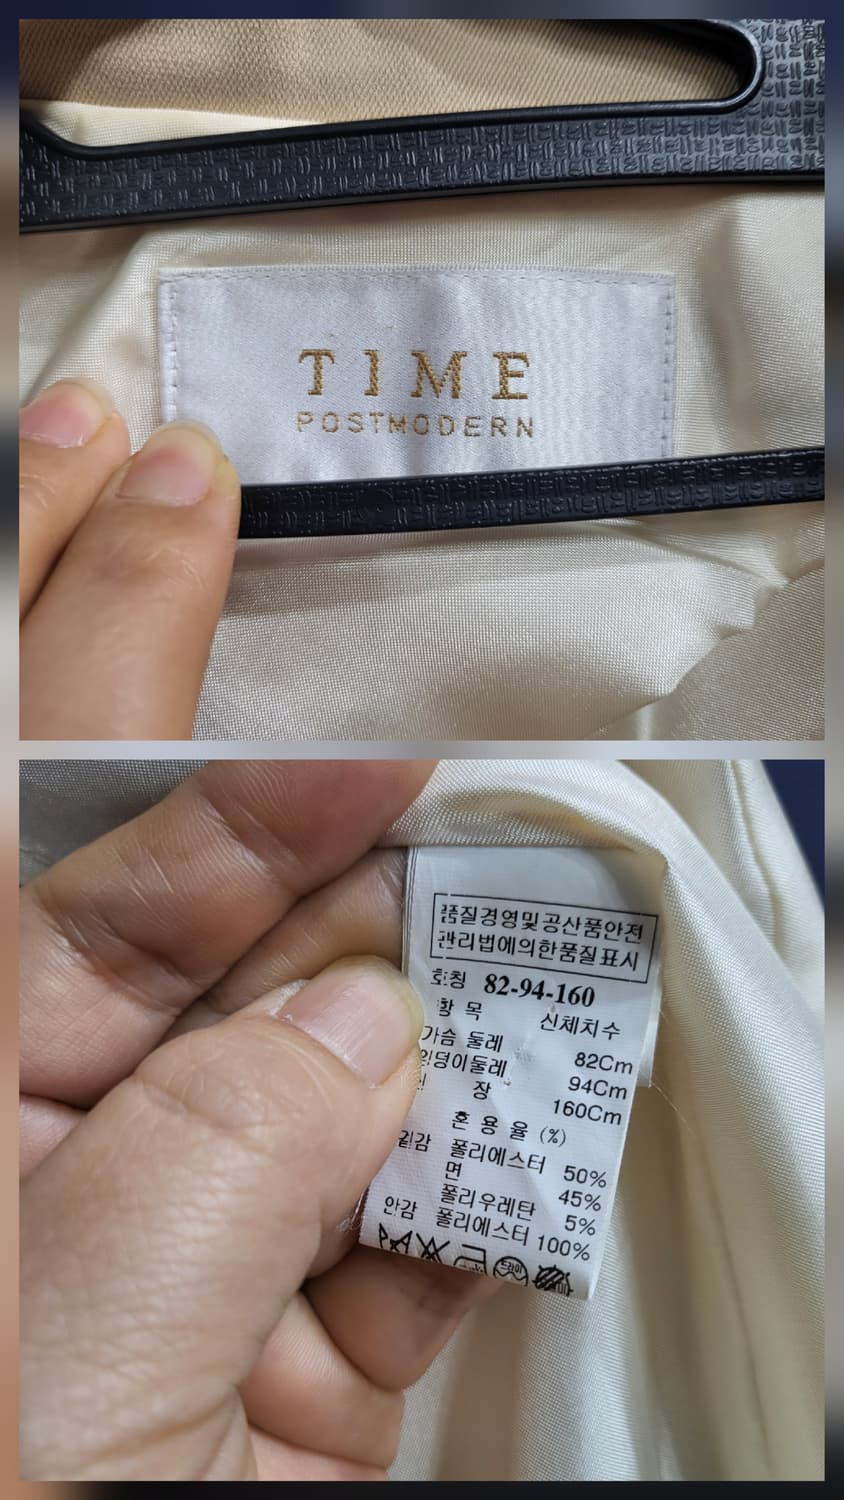 TIME
POSTMODERN
품질경영및공산품안전
관리법에의한품질표시
호칭 82-94-160
항 목 신체치수
가슴 둘레 82Cm
엉덩이둘레 94Cm
장 160Cm
혼 용 율 (%)
겉감 폴리에스터 50%
면 45%
폴리우레탄 5%
안감 폴리에스터 100%
드라이